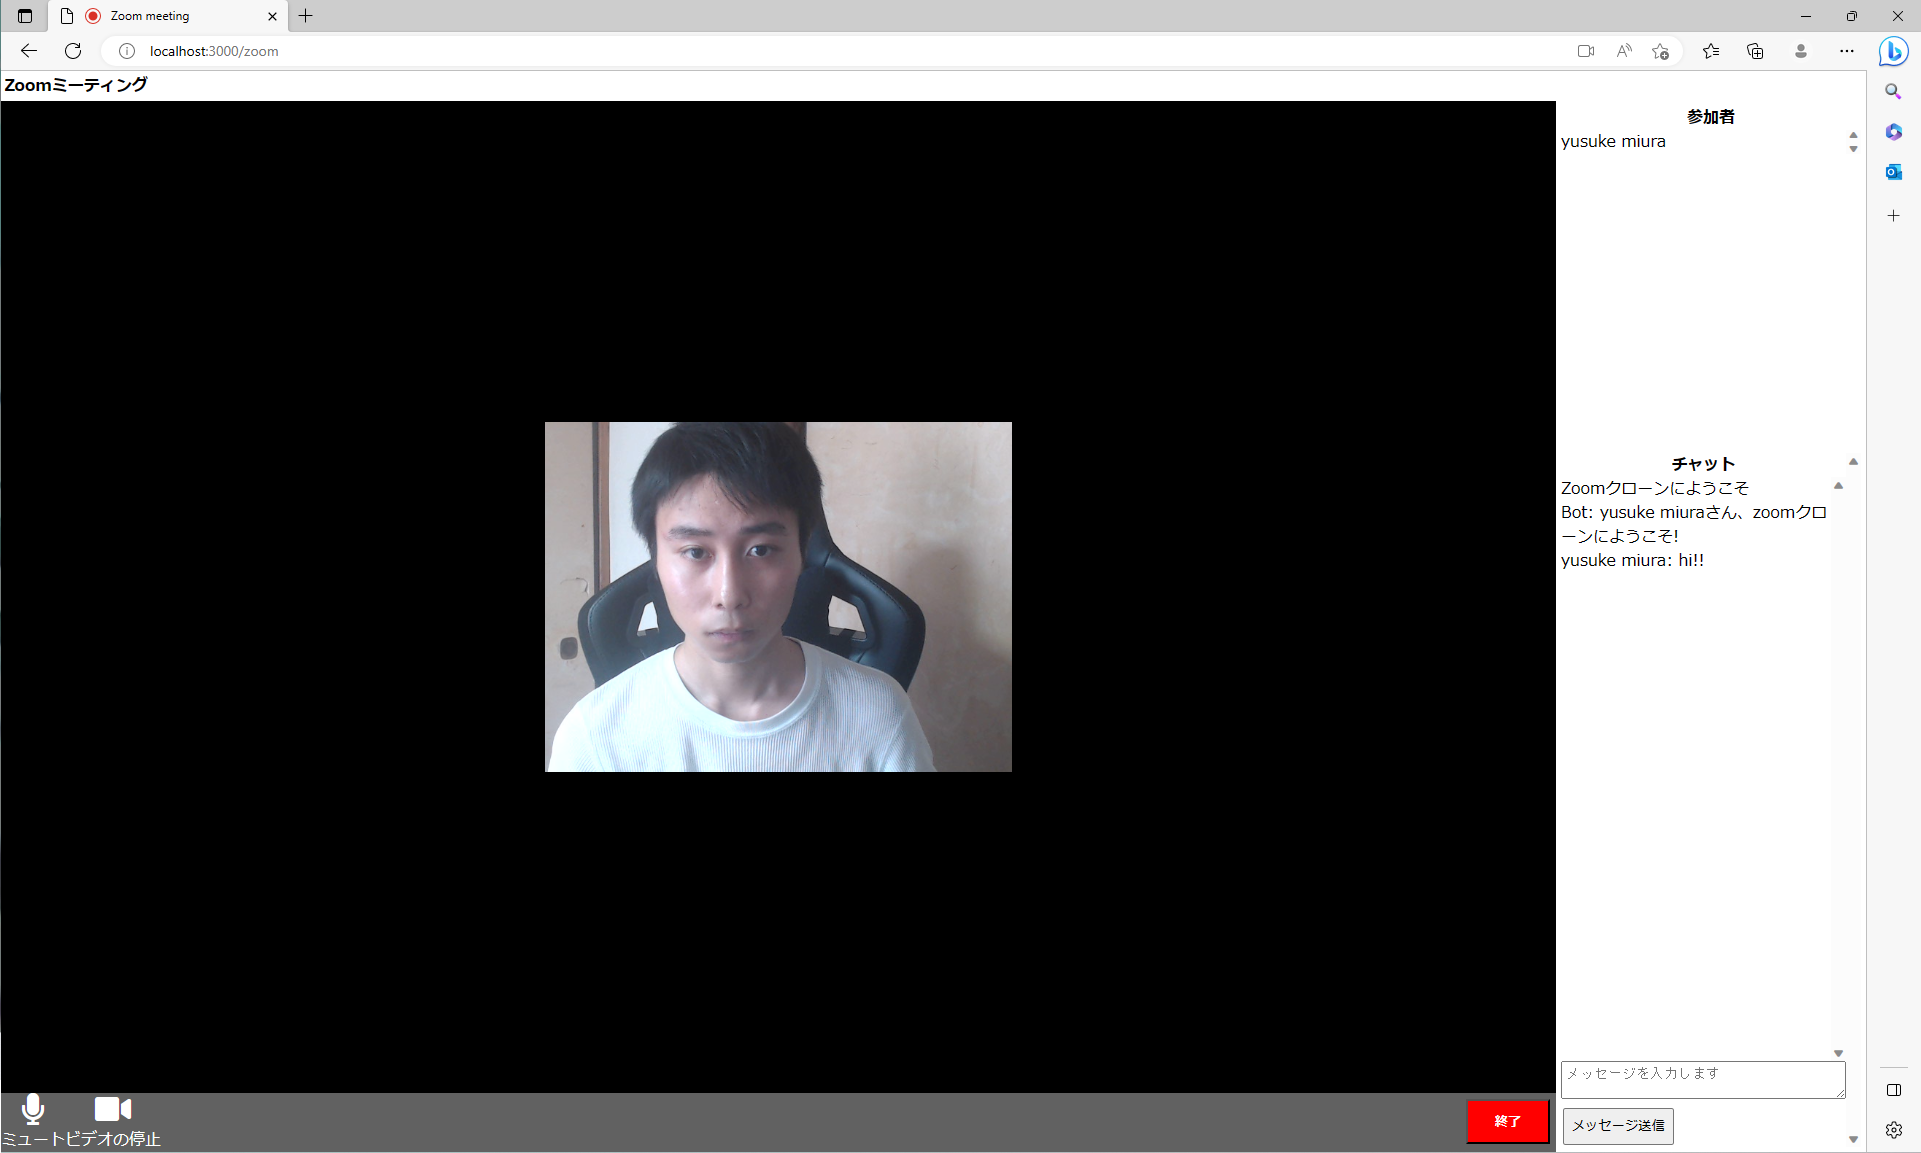 Zoom meeting
localhost:3000/zoom
Zoomミーティング
参加者
yusuke miura
チャット
Zoomクローンにようこそ
Bot: yusuke miuraさん、zoomクロ
ーンにようこそ!
yusuke miura: hi!!
メッセージを入力します
メッセージ送信
ミュートビデオの停止
終了